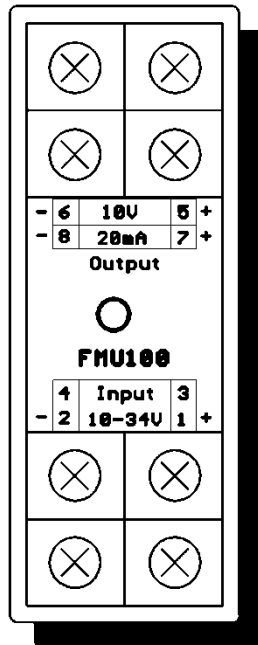 - 6 10V 5 +
- 8 20mA 7 +
Output
FMU100
4 Input 3
- 2 10-34V 1 +